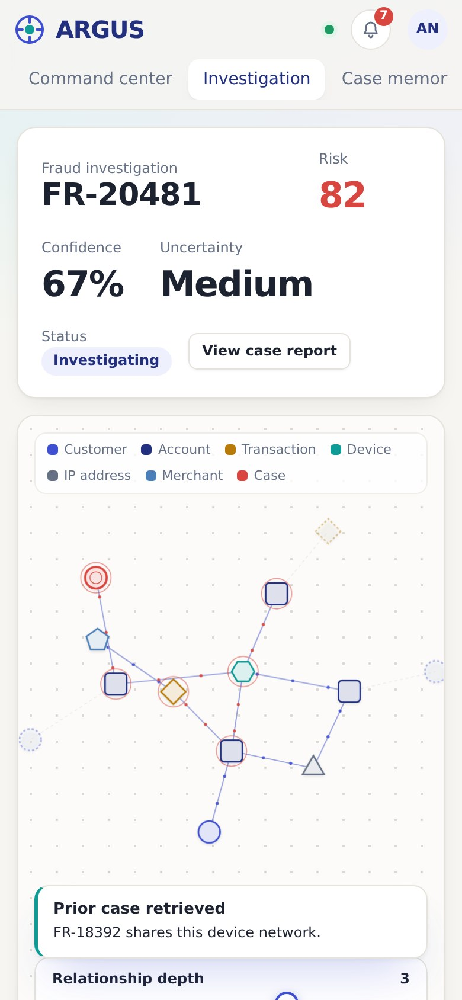 ARGUS
7
AN
Command center
Investigation
Case memor
Fraud investigation
FR-20481
Risk
82
Confidence
67%
Uncertainty
Medium
Status
Investigating
View case report
Customer
Account
Transaction
Device
IP address
Merchant
Case
Prior case retrieved
FR-18392 shares this device network.
Relationship depth
3